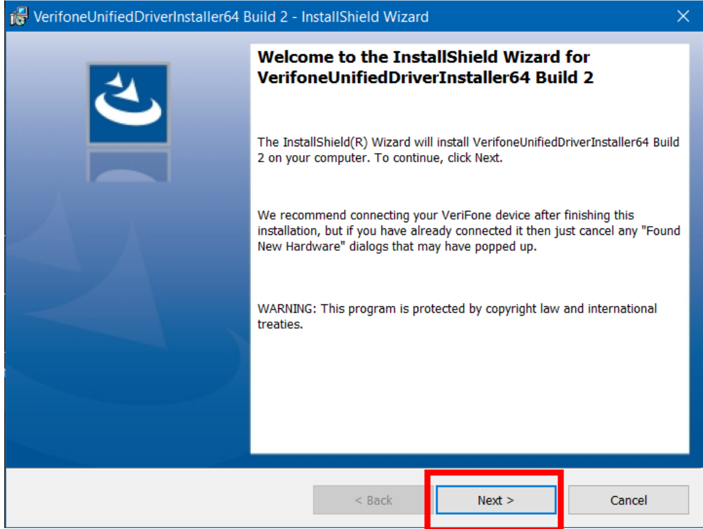 VerifoneUnifiedDriverInstaller64 Build 2 - InstallShield Wizard
Welcome to the InstallShield Wizard for
VerifoneUnifiedDriverInstaller64 Build 2
The InstallShield(R) Wizard will install VerifoneUnifiedDriverInstaller64 Build
2 on your computer. To continue, click Next.
We recommend connecting your VeriFone device after finishing this
installation, but if you have already connected it then just cancel any "Found
New Hardware" dialogs that may have popped up.
WARNING: This program is protected by copyright law and international
treaties.
< Back
Next >
Cancel